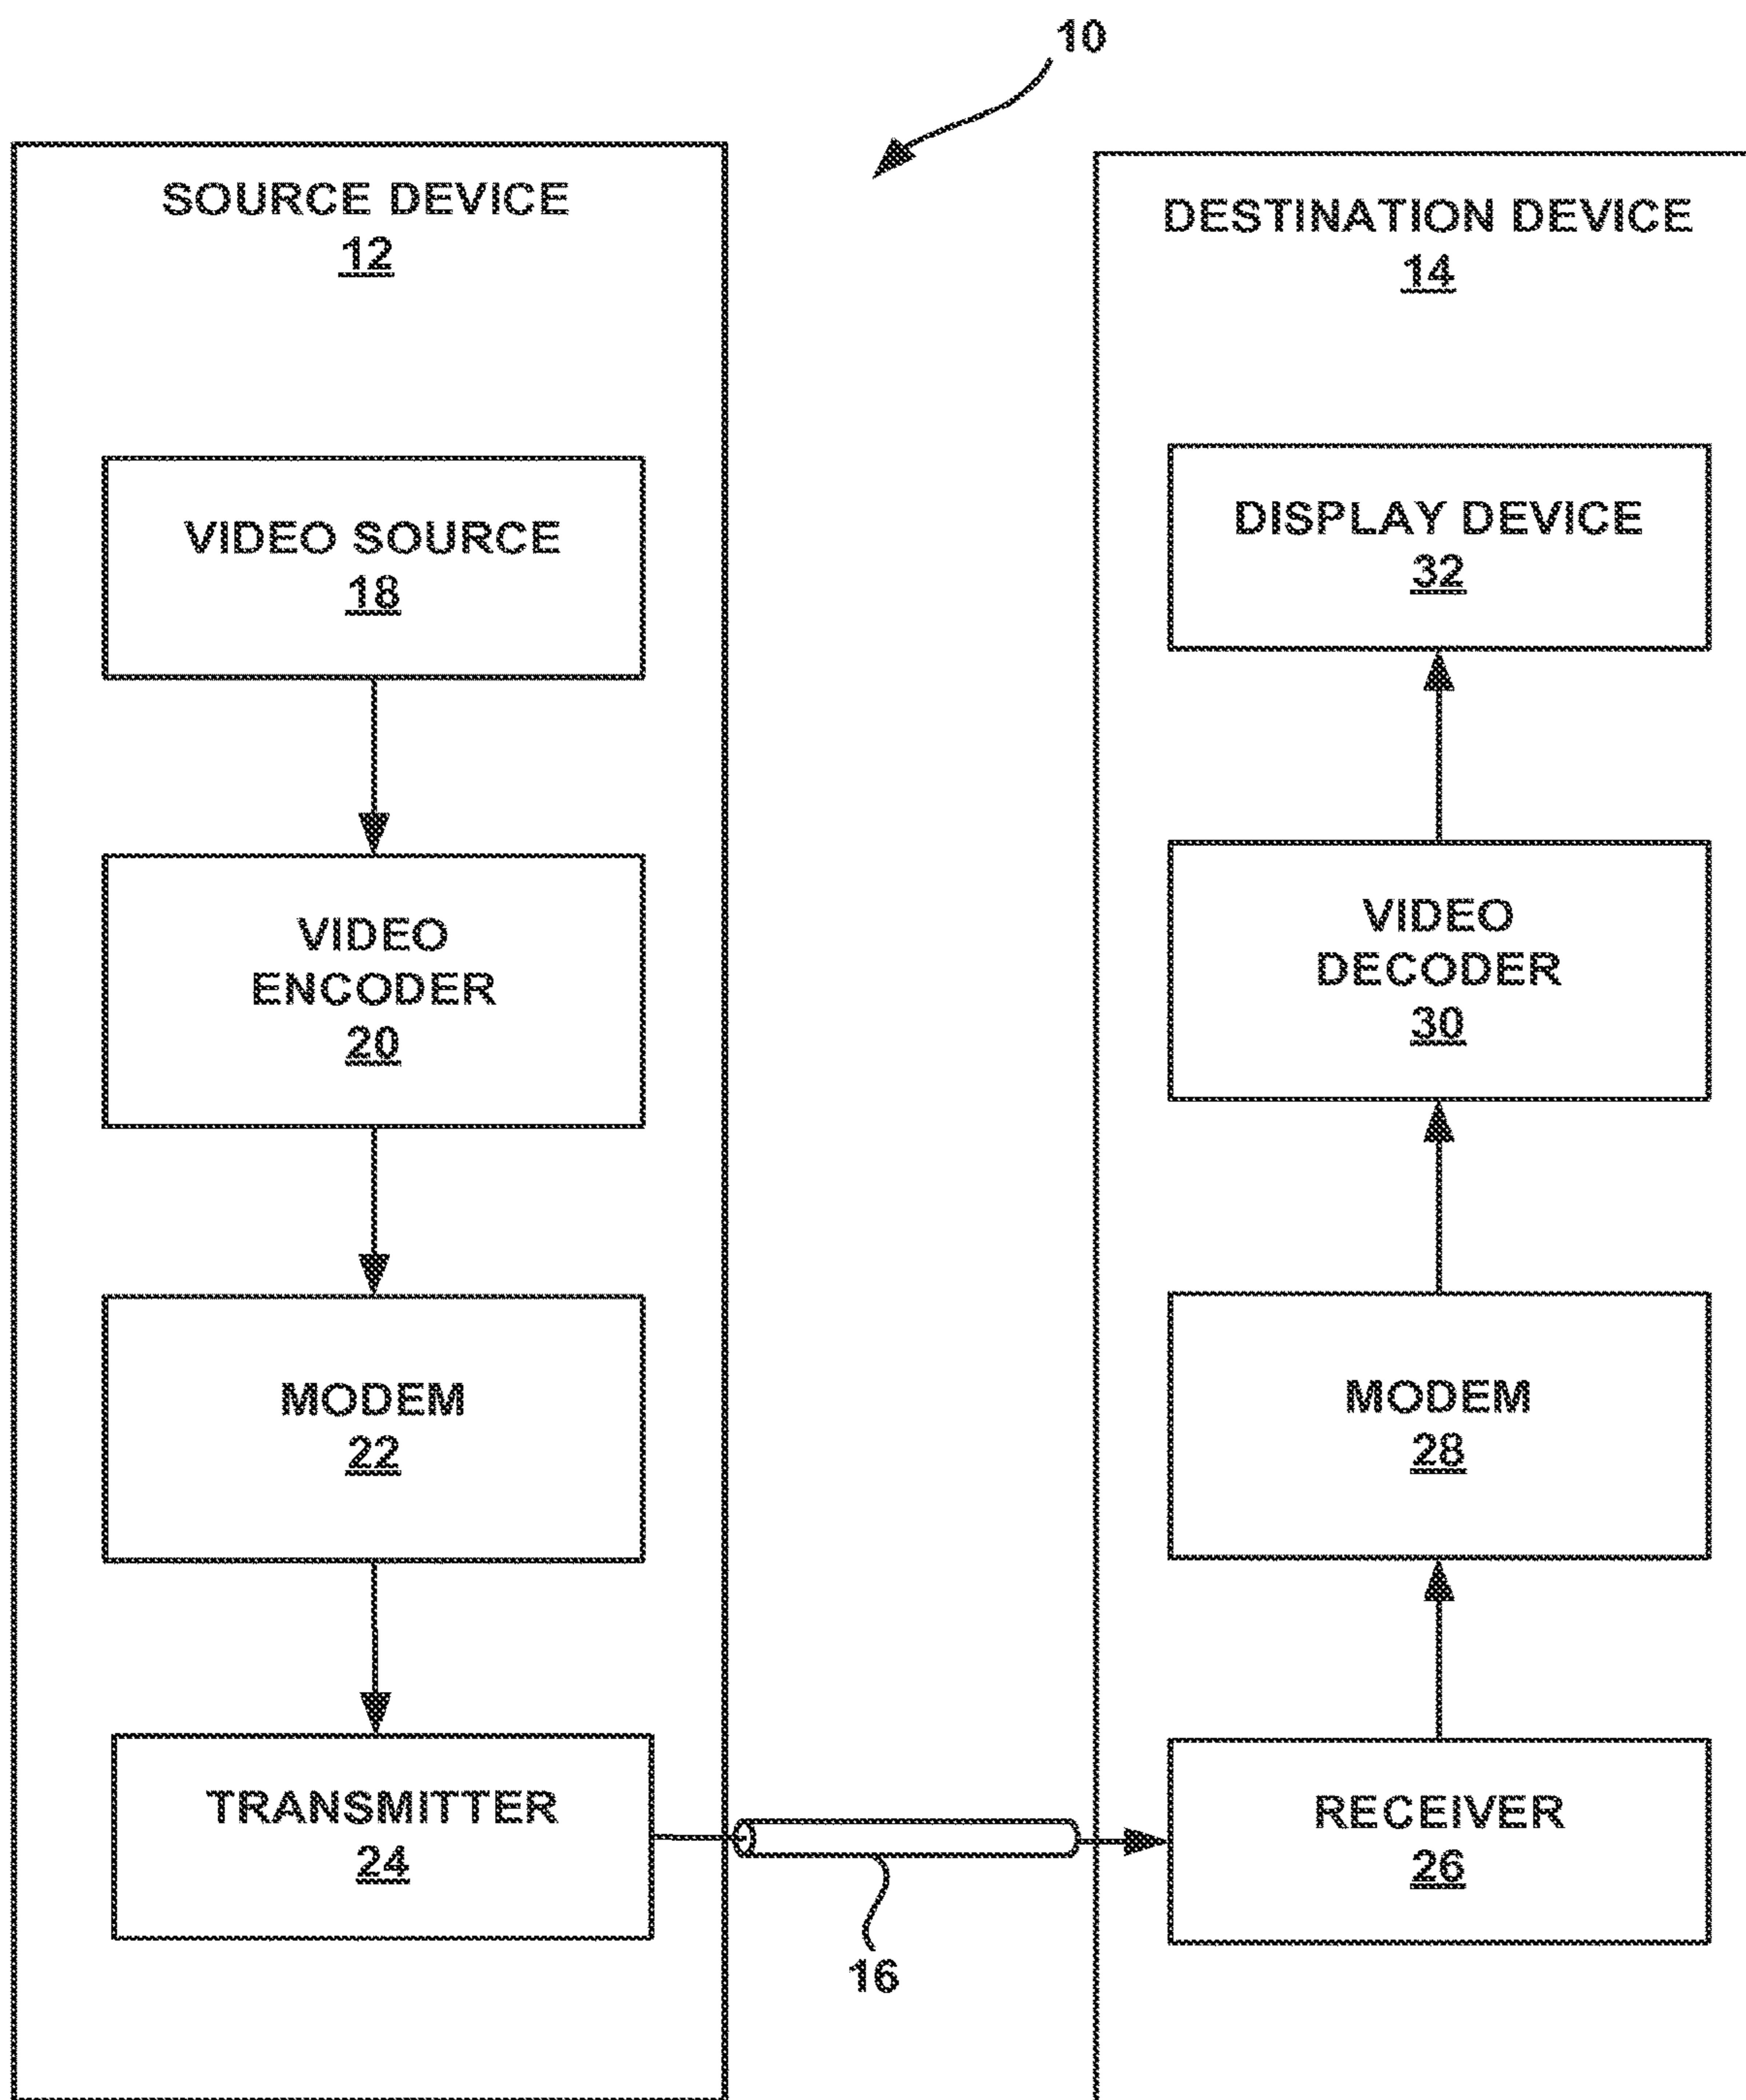 10
SOURCE DEVICE
12
VIDEO SOURCE
18
VIDEO
ENCODER
20
MODEM
22
TRANSMITTER
24
16
DESTINATION DEVICE
14
DISPLAY DEVICE
32
VIDEO
DECODER
30
MODEM
28
RECEIVER
26